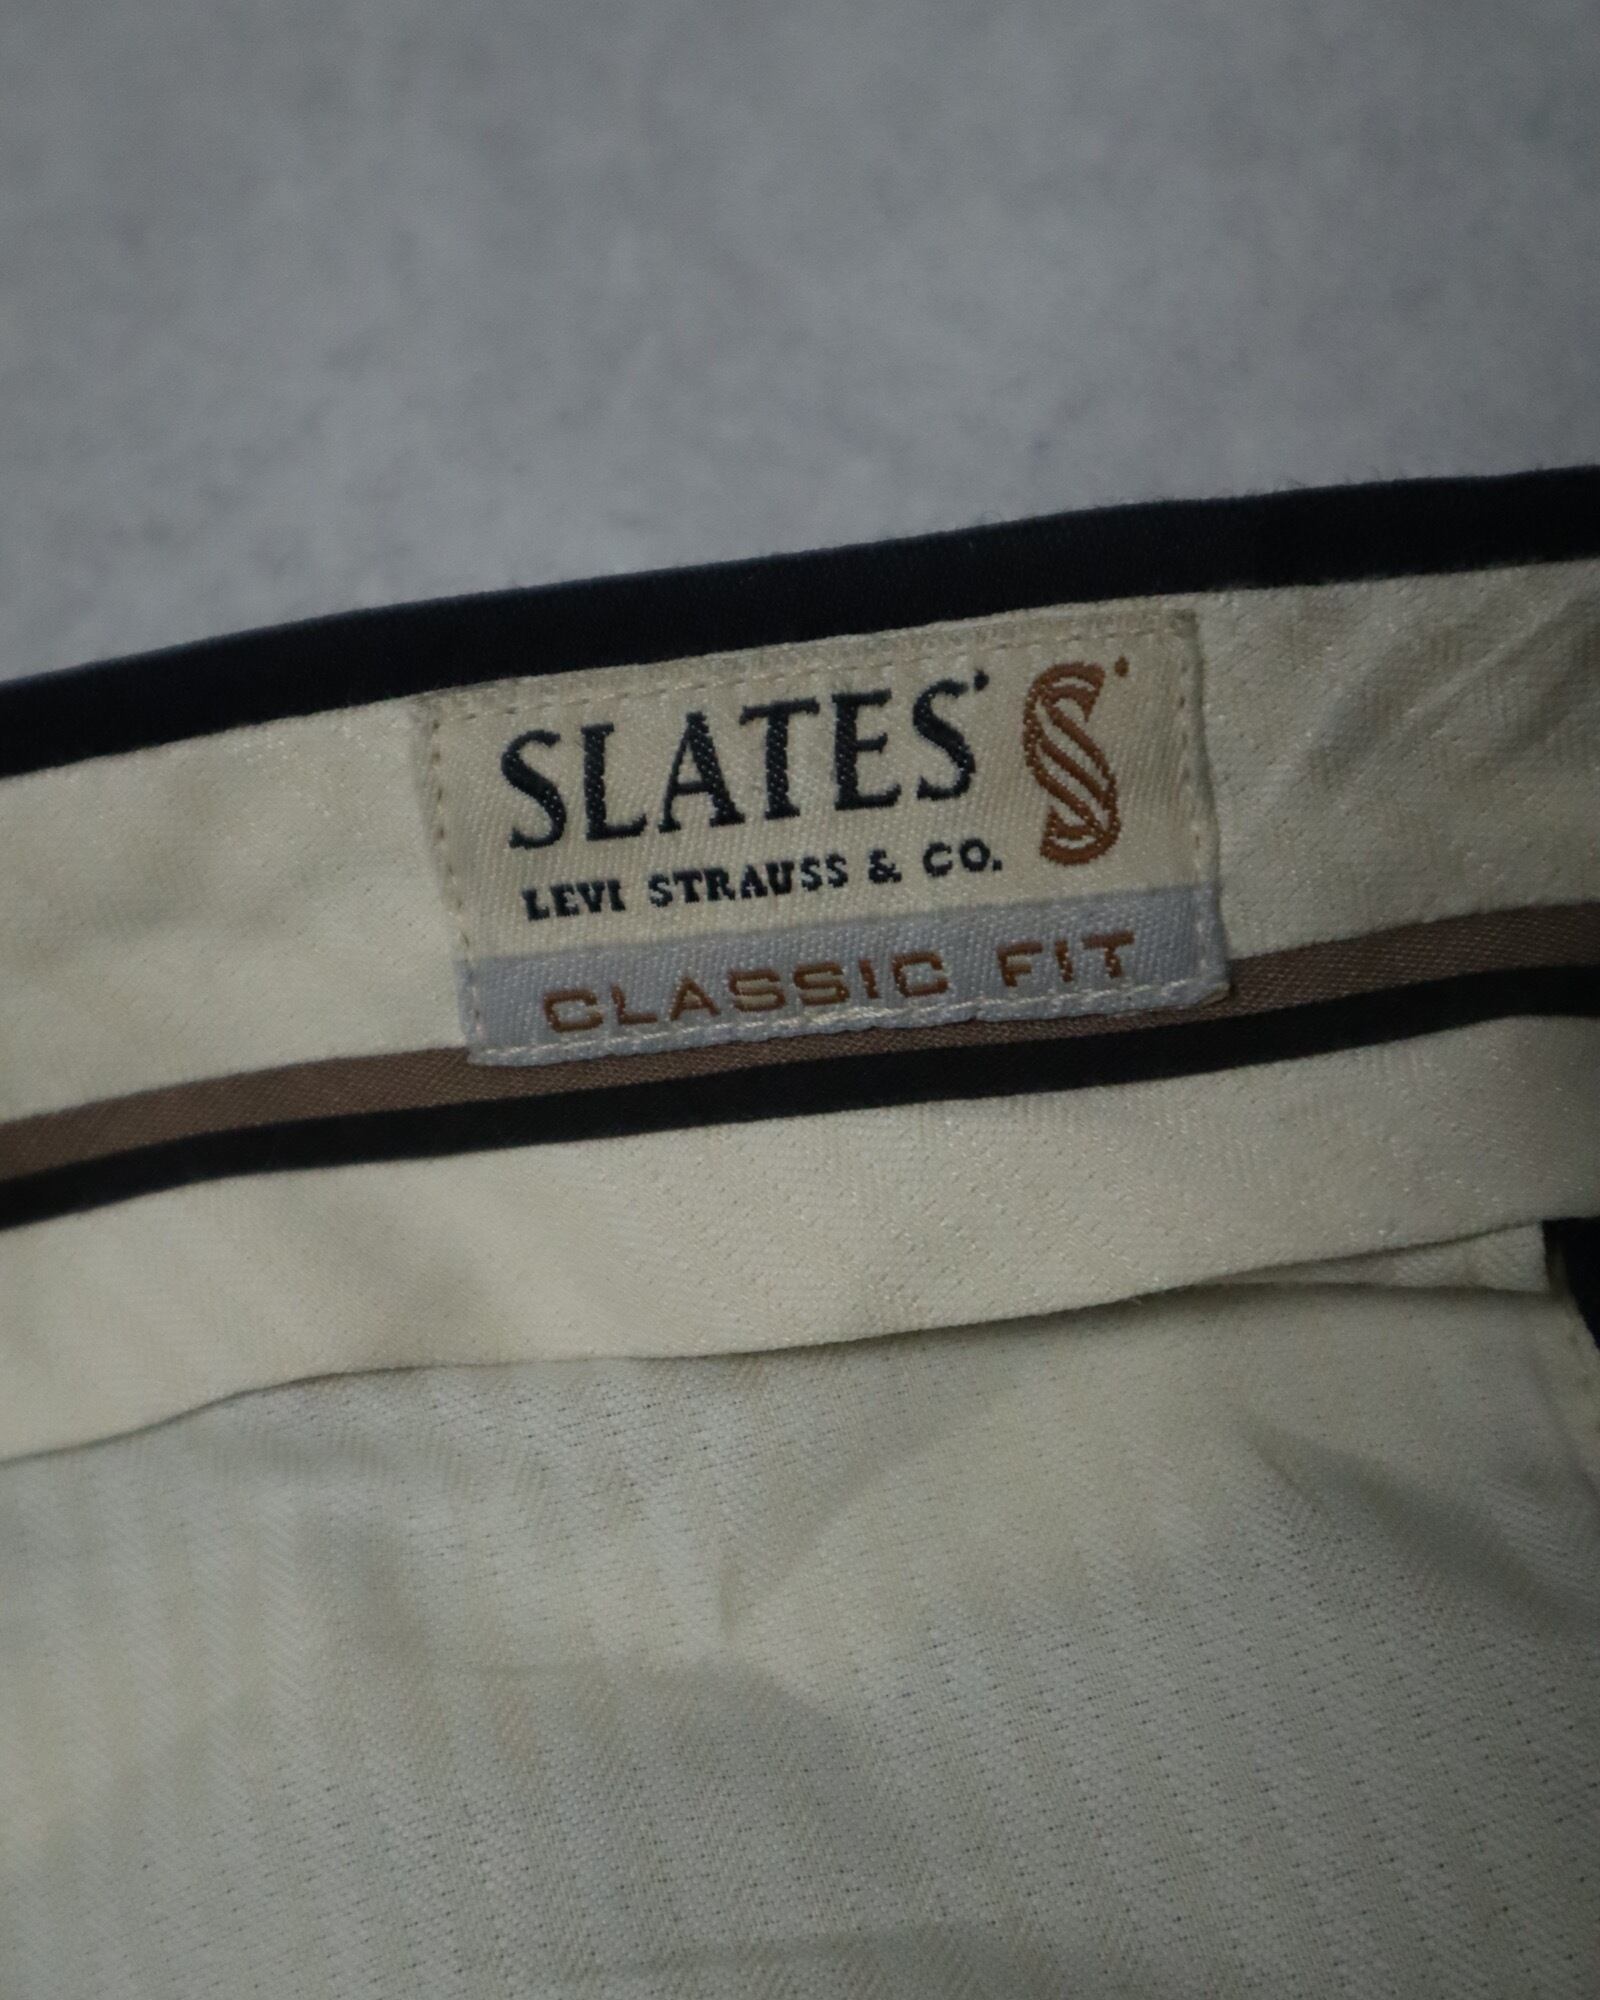 SLATES S
LEVI STRAUSS & CO.
CLASSIC FIT